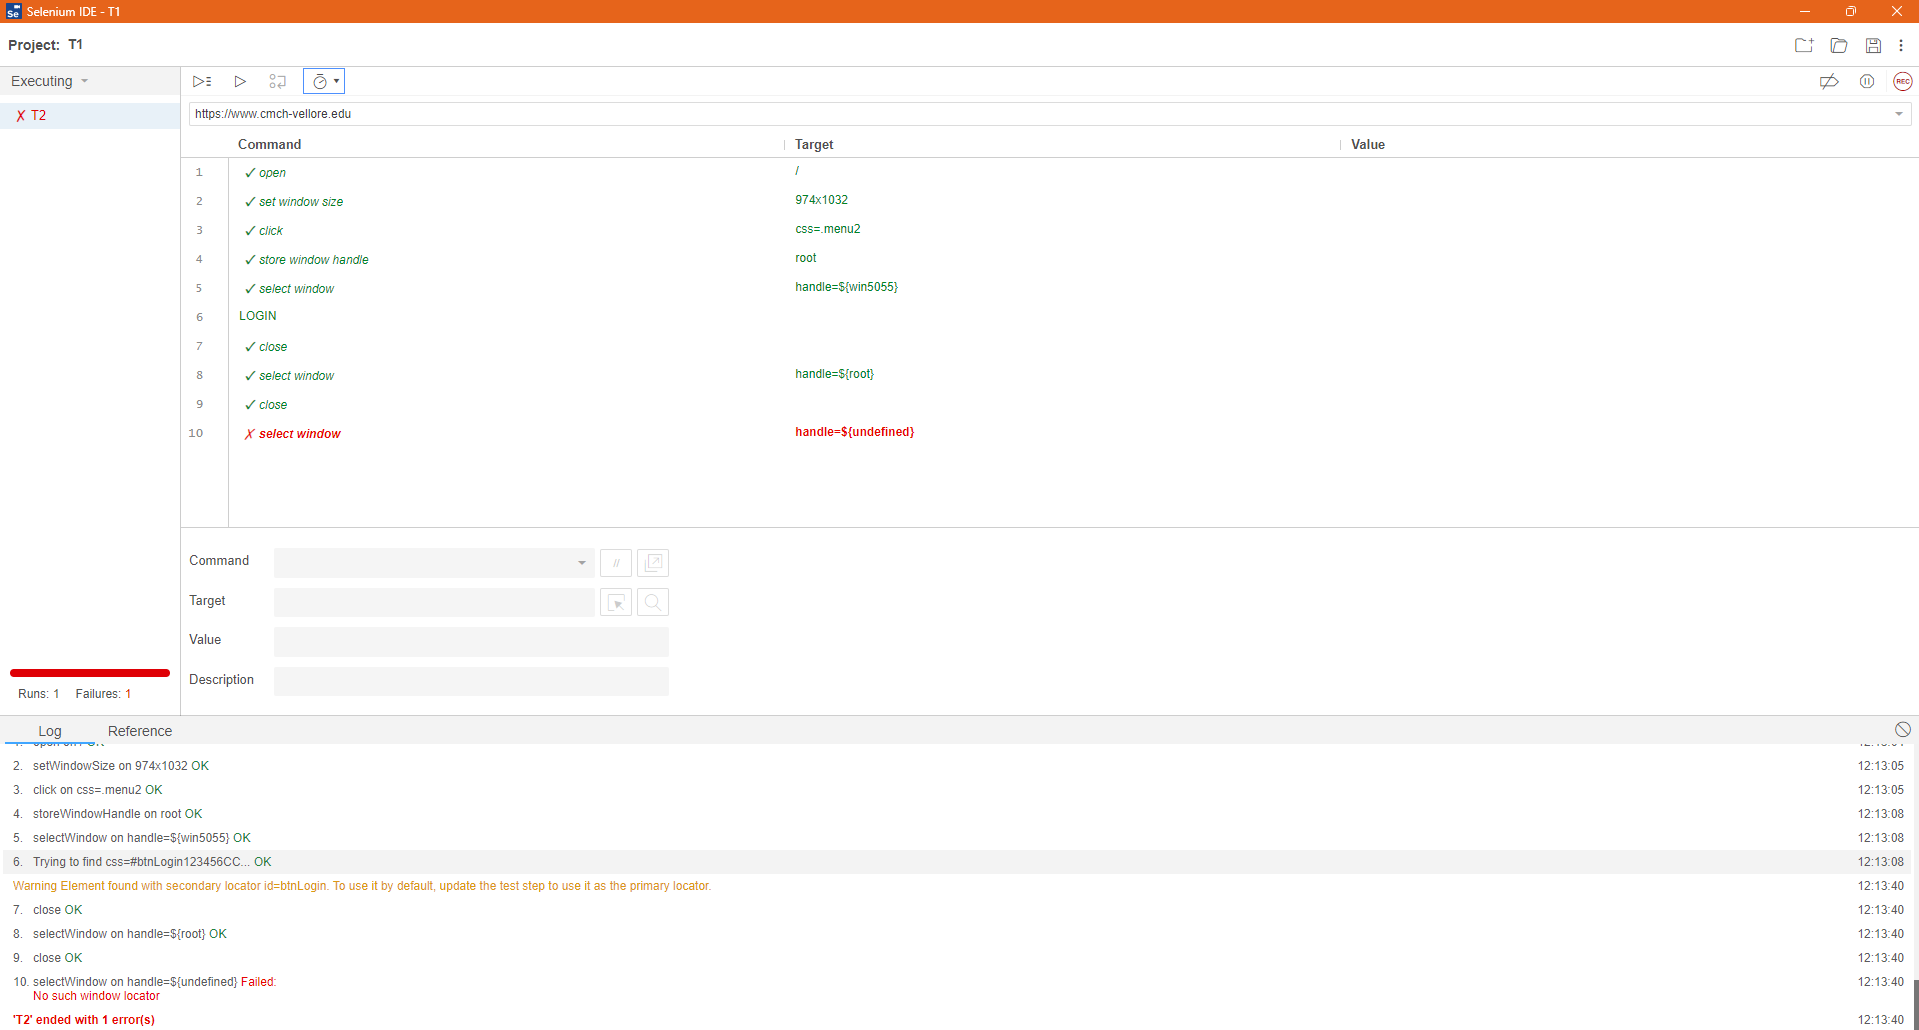 Selenium IDE - T1
Project: T1
Executing
REC
✗ T2
https://www.cmch-vellore.edu
Command Target Value
1 ✓ open /
2 ✓ set window size 974x1032
3 ✓ click css=.menu2
4 ✓ store window handle root
5 ✓ select window handle=${win5055}
6 LOGIN
7 ✓ close
8 ✓ select window handle=${root}
9 ✓ close
10 ✗ select window handle=${undefined}
Command //
Target
Value
Description
Runs: 1 Failures: 1
Log Reference
2. setWindowSize on 974x1032 OK 12:13:05
3. click on css=.menu2 OK 12:13:05
4. storeWindowHandle on root OK 12:13:08
5. selectWindow on handle=${win5055} OK 12:13:08
6. Trying to find css=#btnLogin123456CC... OK 12:13:08
Warning Element found with secondary locator id=btnLogin. To use it by default, update the test step to use it as the primary locator. 12:13:40
7. close OK 12:13:40
8. selectWindow on handle=${root} OK 12:13:40
9. close OK 12:13:40
10. selectWindow on handle=${undefined} Failed: 12:13:40
No such window locator
'T2' ended with 1 error(s) 12:13:40